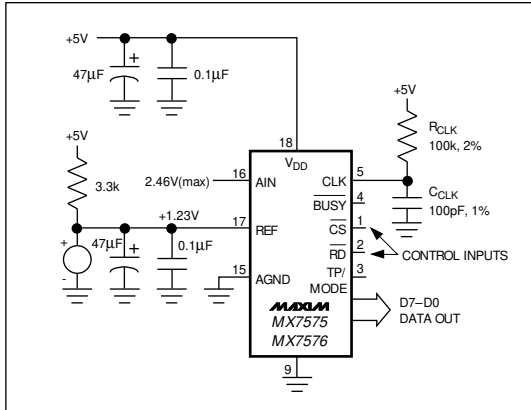 +5V
47µF
+
0.1µF
+5V
3.3k
2.46V(max)
+1.23V
+
-
47µF
+
0.1µF
18
VDD
16
AIN
17
REF
15
AGND
CLK
5
BUSY
4
CS
1
RD
2
TP/
MODE
3
MAXIM
MX7575
MX7576
9
+5V
RCLK
100k, 2%
CCLK
100pF, 1%
CONTROL INPUTS
D7–D0
DATA OUT